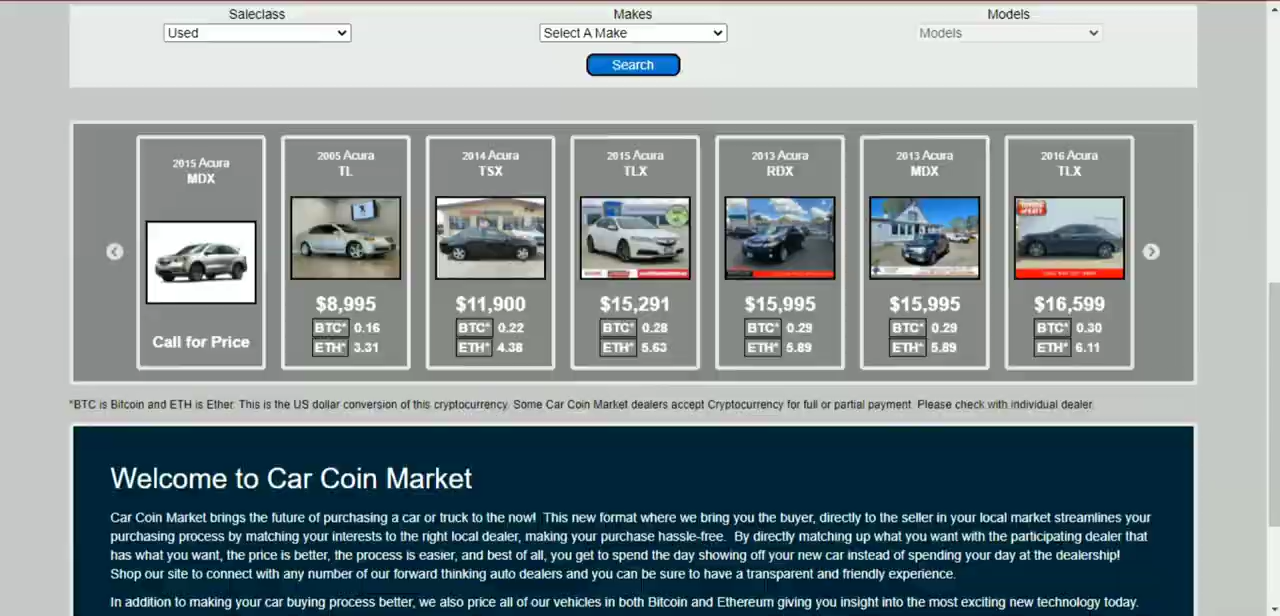 Saleclass
Makes
Models
Used
Select A Make
Models
Search
2015 Acura
MDX
Call for Price
2005 Acura
TL
$8,995
BTC* 0.16
ETH* 3.31
2014 Acura
TSX
$11,900
BTC* 0.22
ETH* 4.38
2015 Acura
TLX
$15,291
BTC* 0.28
ETH* 5.63
2013 Acura
RDX
$15,995
BTC* 0.29
ETH* 5.89
2013 Acura
MDX
$15,995
BTC* 0.29
ETH* 5.89
2016 Acura
TLX
$16,599
BTC* 0.30
ETH* 6.11
*BTC is Bitcoin and ETH is Ether. This is the US dollar conversion of this cryptocurrency. Some Car Coin Market dealers accept Cryptocurrency for full or partial payment. Please check with individual dealer.
Welcome to Car Coin Market
Car Coin Market brings the future of purchasing a car or truck to the now! This new format where we bring you the buyer, directly to the seller in your local market streamlines your
purchasing process by matching your interests to the right local dealer, making your purchase hassle-free. By directly matching up what you want with the participating dealer that
has what you want, the price is better, the process is easier, and best of all, you get to spend the day showing off your new car instead of spending your day at the dealership!
Shop our site to connect with any number of our forward thinking auto dealers and you can be sure to have a transparent and friendly experience.
In addition to making your car buying process better, we also price all of our vehicles in both Bitcoin and Ethereum giving you insight into the most exciting new technology today.